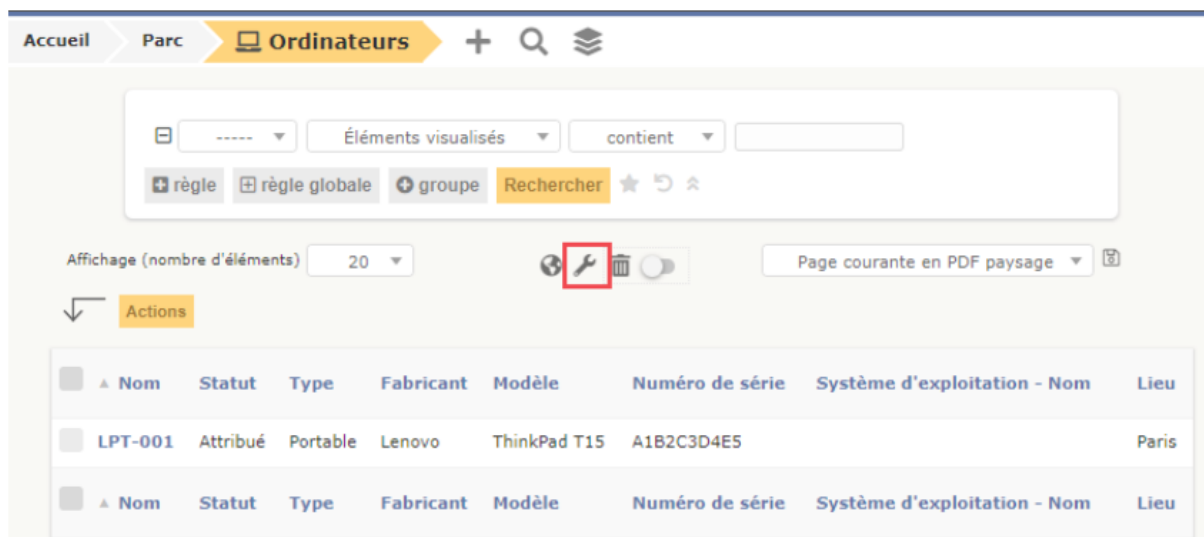 Accueil Parc Ordinateurs
----- Éléments visualisés contient
règle règle globale groupe Rechercher
Affichage (nombre d'éléments) 20 Page courante en PDF paysage
Actions
Nom Statut Type Fabricant Modèle Numéro de série Système d'exploitation - Nom Lieu
LPT-001 Attribué Portable Lenovo ThinkPad T15 A1B2C3D4E5 Paris
Nom Statut Type Fabricant Modèle Numéro de série Système d'exploitation - Nom Lieu